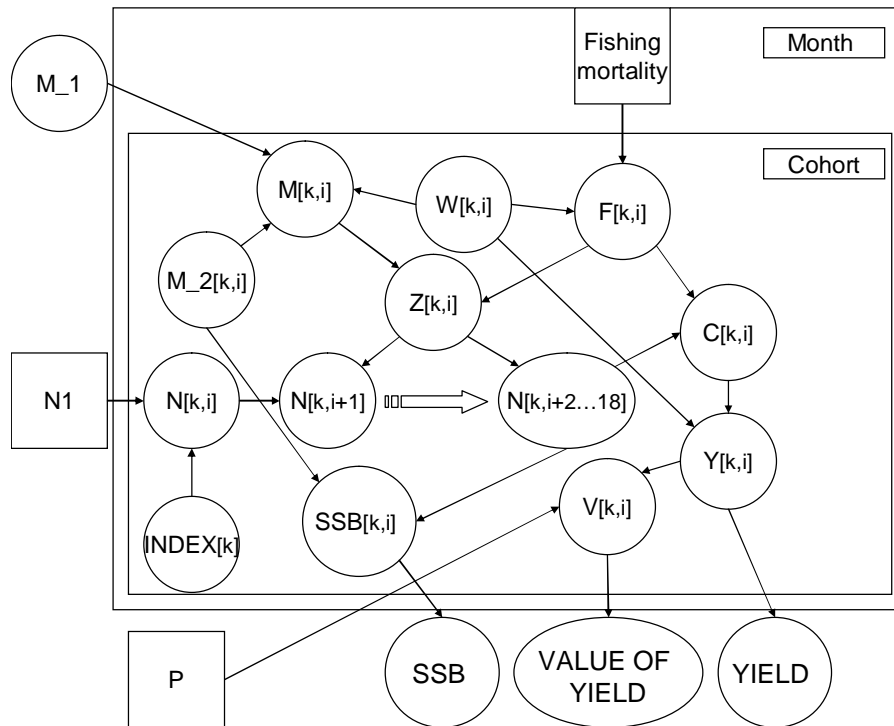 Fishing
mortality
Month
M_1
Cohort
M[k,i]
W[k,i]
F[k,i]
M_2[k,i]
Z[k,i]
C[k,i]
N1
N[k,i]
N[k,i+1]
N[k,i+2...18]
Y[k,i]
V[k,i]
SSB[k,i]
INDEX[k]
P
SSB
VALUE OF
YIELD
YIELD